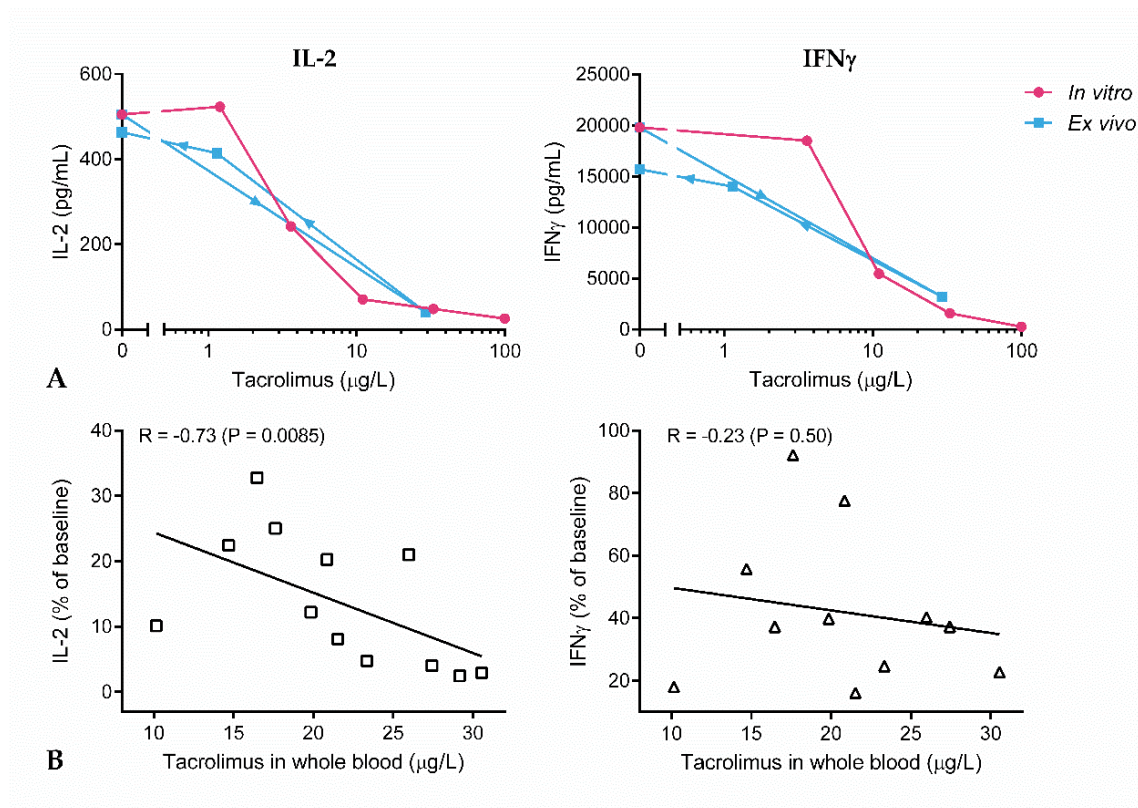 IL-2
600
400
200
0
IL-2 (pg/mL)
0
1
10
100
Tacrolimus (μg/L)
A
IFNγ
25000
20000
15000
10000
5000
0
IFNγ (pg/mL)
0
1
10
100
Tacrolimus (μg/L)
In vitro
Ex vivo
R = -0.73 (P = 0.0085)
40
30
20
10
0
IL-2 (% of baseline)
10
15
20
25
30
Tacrolimus in whole blood (μg/L)
B
R = -0.23 (P = 0.50)
100
80
60
40
20
IFNγ (% of baseline)
10
15
20
25
30
Tacrolimus in whole blood (μg/L)